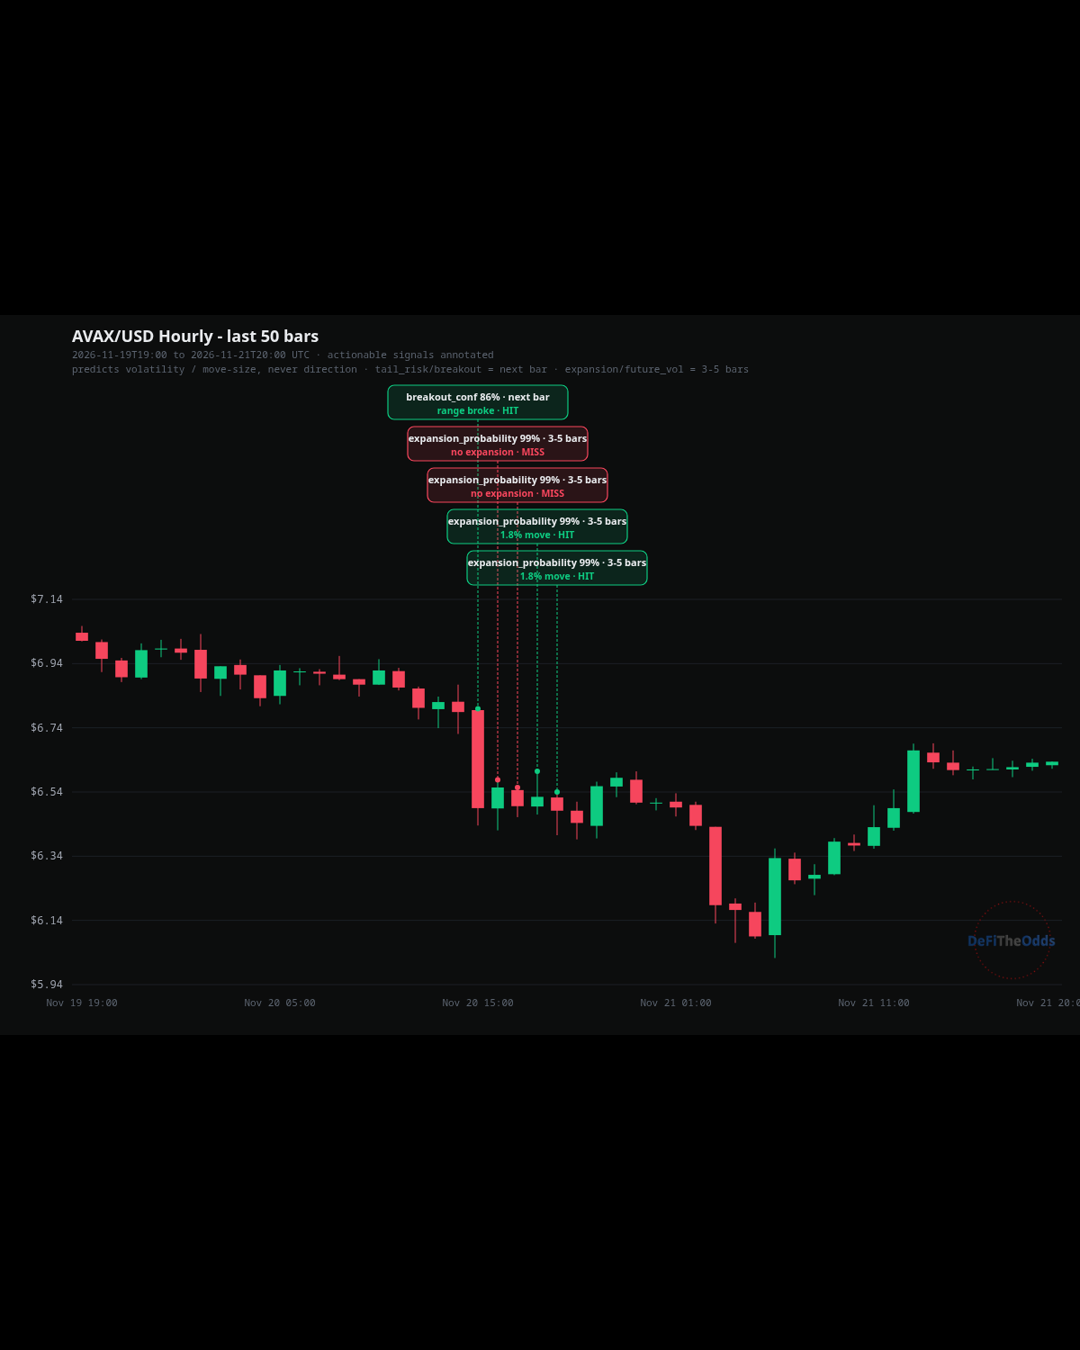 AVAX/USD Hourly - last 50 bars
2026-11-19T19:00 to 2026-11-21T20:00 UTC · actionable signals annotated
predicts volatility / move-size, never direction · tail_risk/breakout = next bar · expansion/future_vol = 3-5 bars
breakout_conf 86% · next bar
range broke · HIT
expansion_probability 99% · 3-5 bars
no expansion · MISS
expansion_probability 99% · 3-5 bars
no expansion · MISS
expansion_probability 99% · 3-5 bars
1.8% move · HIT
expansion_probability 99% · 3-5 bars
1.8% move · HIT
$7.14
$6.94
$6.74
$6.54
$6.34
$6.14
$5.94
DeFiTheOdds
Nov 19 19:00 Nov 20 05:00 Nov 20 15:00 Nov 21 01:00 Nov 21 11:00 Nov 21 20:0